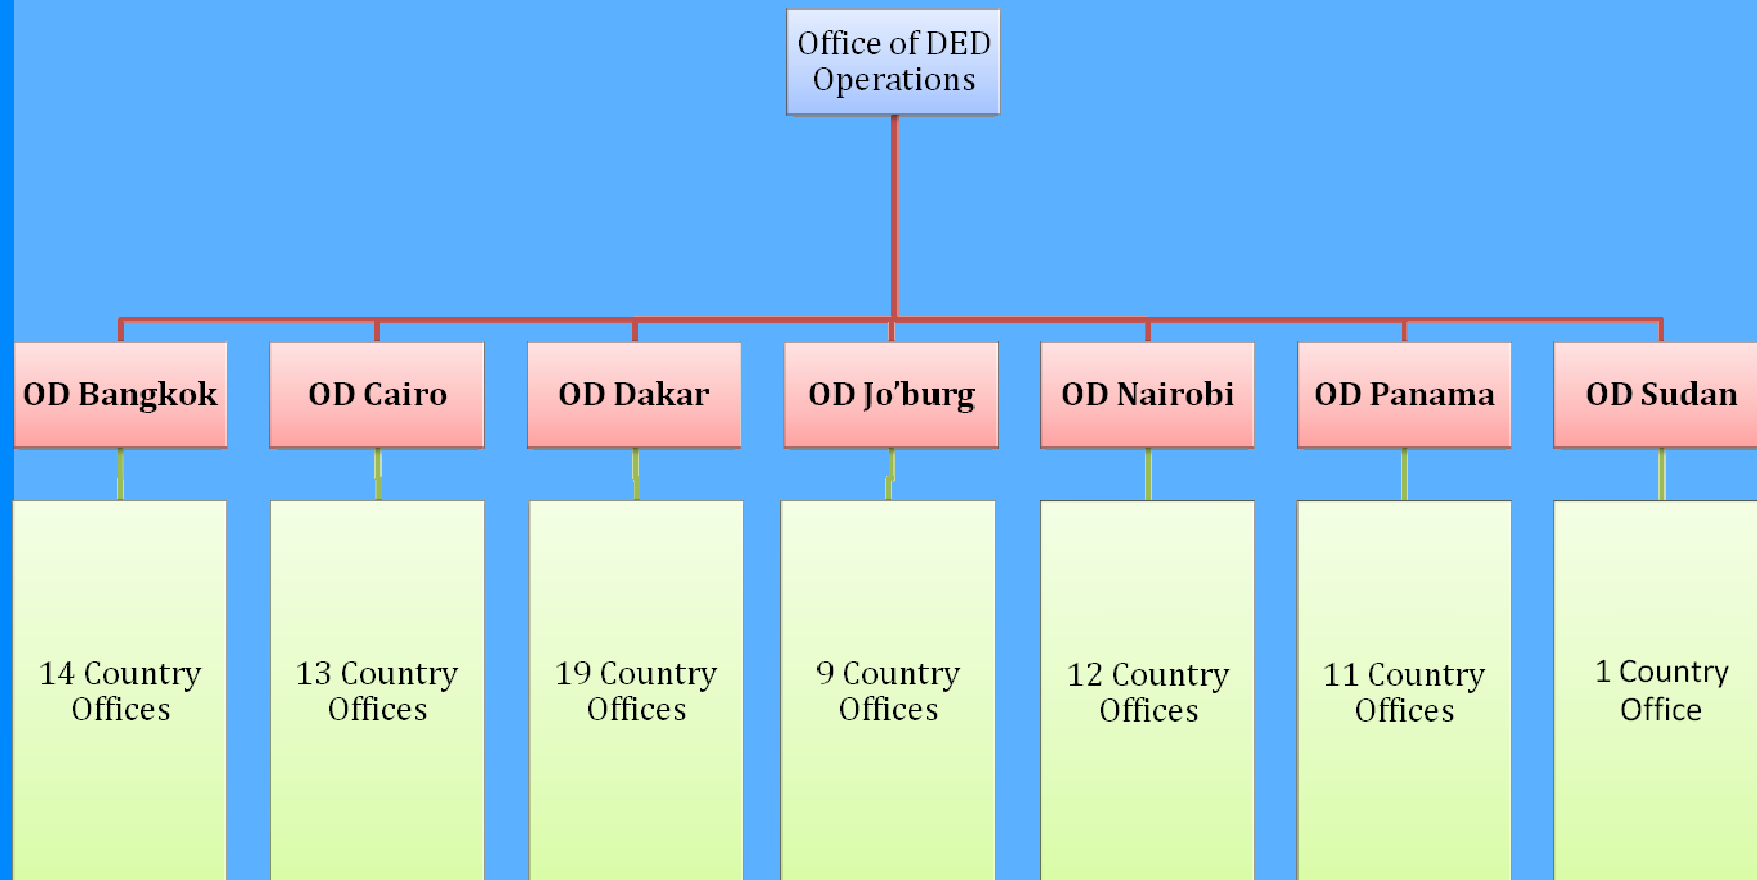 Office of DED
Operations
OD Bangkok
OD Cairo
OD Dakar
OD Jo’burg
OD Nairobi
OD Panama
OD Sudan
14 Country
Offices
13 Country
Offices
19 Country
Offices
9 Country
Offices
12 Country
Offices
11 Country
Offices
1 Country
Office